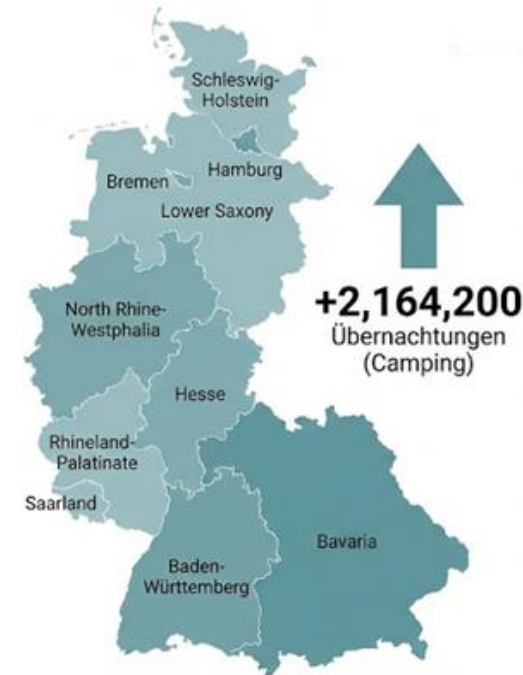 Schleswig-
Holstein
Hamburg
Bremen
Lower Saxony
+2,164,200
Übernachtungen
(Camping)
North Rhine-
Westphalia
Hesse
Rhineland-
Palatinate
Saarland
Bavaria
Baden-
Württemberg